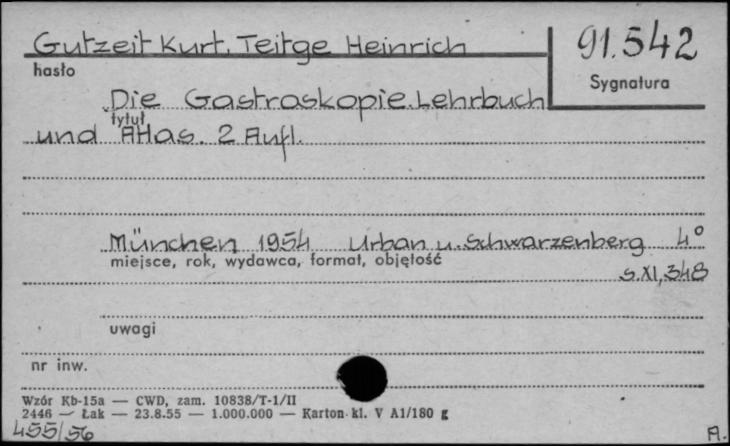 Gutzeit Kurt, Teitge Heinrich
91.542
hasło
Sygnatura
Die Gastroskopie. Lehrbuch
tytuł
und Atlas. 2 Aufl.
München 1954 Urban u. Schwarzenberg 4°
miejsce, rok, wydawca, format, objętość
s. XI, 348
uwagi
nr inw.
Wzór Kb-15a — CWD, zam. 10838/T-1/II
2446 — Łak — 23.8.55 — 1.000.000 — Karton kl. V A1/180 g
455/56
A.